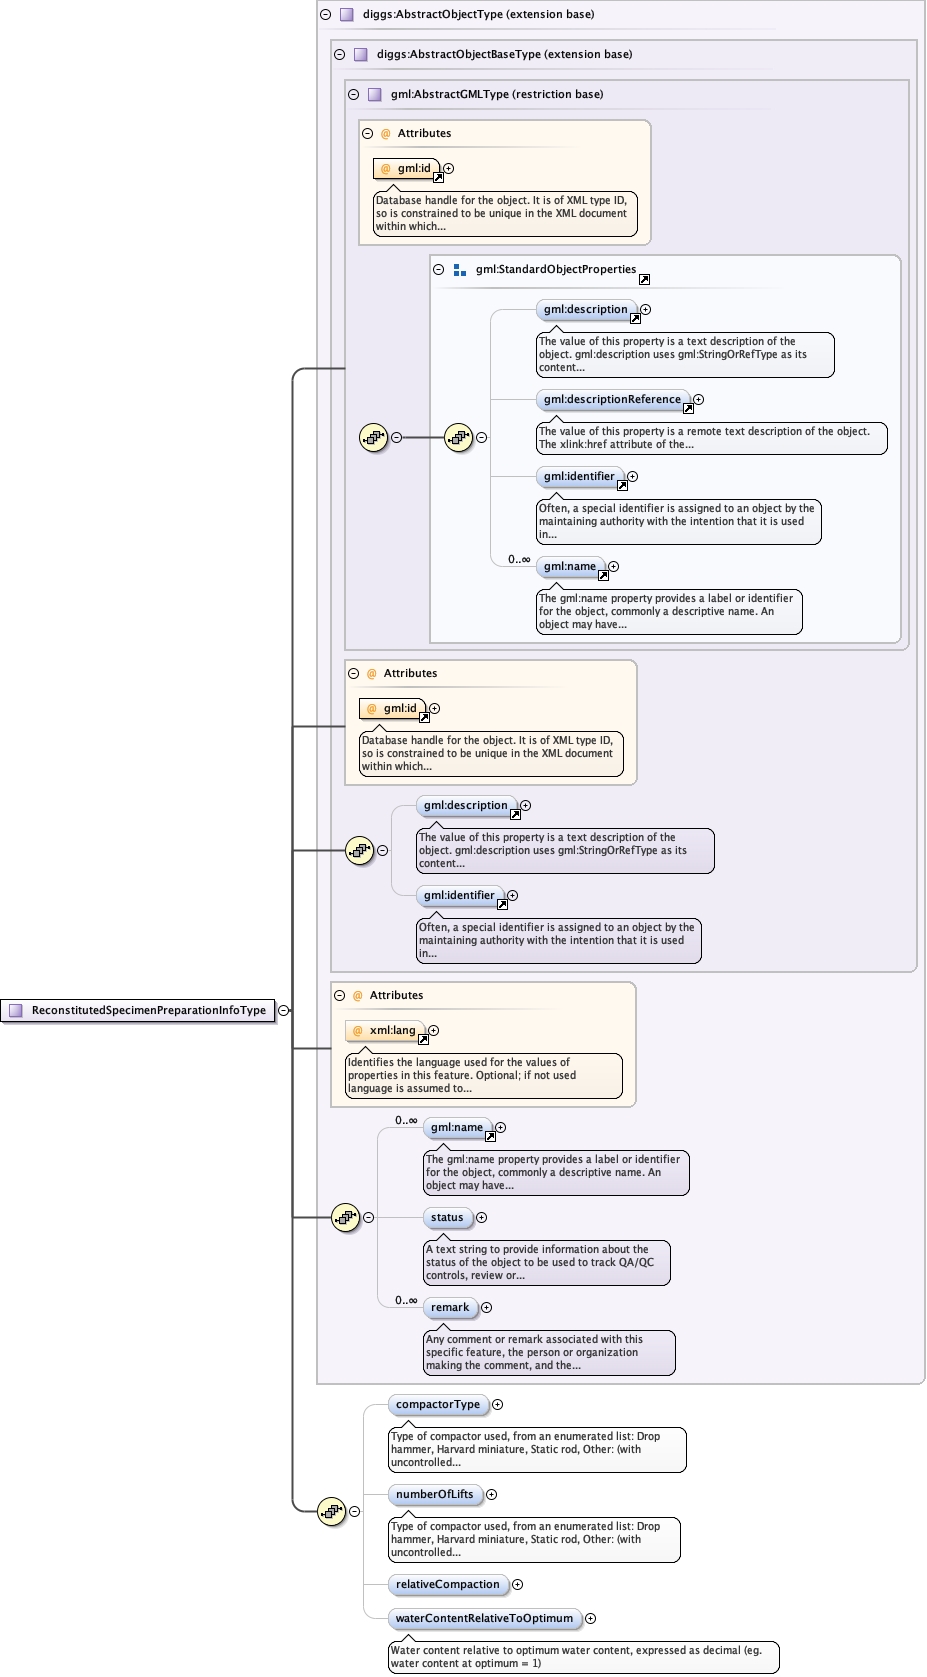 diggs:AbstractObjectType (extension base)
diggs:AbstractObjectBaseType (extension base)
gml:AbstractGMLType (restriction base)
@ Attributes
@ gml:id
Database handle for the object. It is of XML type ID,
so is constrained to be unique in the XML document
within which...
gml:StandardObjectProperties
gml:description
The value of this property is a text description of the
object. gml:description uses gml:StringOrRefType as its
content...
gml:descriptionReference
The value of this property is a remote text description of the object.
The xlink:href attribute of the...
gml:identifier
Often, a special identifier is assigned to an object by the
maintaining authority with the intention that it is used
in...
0..∞
gml:name
The gml:name property provides a label or identifier
for the object, commonly a descriptive name. An
object may have...
@ Attributes
@ gml:id
Database handle for the object. It is of XML type ID,
so is constrained to be unique in the XML document
within which...
gml:description
The value of this property is a text description of the
object. gml:description uses gml:StringOrRefType as its
content...
gml:identifier
Often, a special identifier is assigned to an object by the
maintaining authority with the intention that it is used
in...
ReconstitutedSpecimenPreparationInfoType
@ Attributes
@ xml:lang
Identifies the language used for the values of
properties in this feature. Optional; if not used
language is assumed to...
0..∞
gml:name
The gml:name property provides a label or identifier
for the object, commonly a descriptive name. An
object may have...
status
A text string to provide information about the
status of the object to be used to track QA/QC
controls, review or...
0..∞
remark
Any comment or remark associated with this
specific feature, the person or organization
making the comment, and the...
compactorType
Type of compactor used, from an enumerated list: Drop
hammer, Harvard miniature, Static rod, Other: (with
uncontrolled...
numberOfLifts
Type of compactor used, from an enumerated list: Drop
hammer, Harvard miniature, Static rod, Other: (with
uncontrolled...
relativeCompaction
waterContentRelativeToOptimum
Water content relative to optimum water content, expressed as decimal (eg.
water content at optimum = 1)